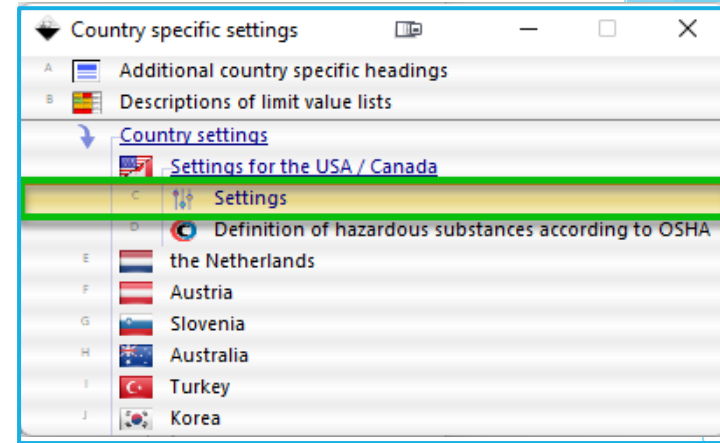 Country specific settings
A Additional country specific headings
B Descriptions of limit value lists
Country settings
Settings for the USA / Canada
C Settings
D Definition of hazardous substances according to OSHA
E the Netherlands
F Austria
G Slovenia
H Australia
I Turkey
J Korea